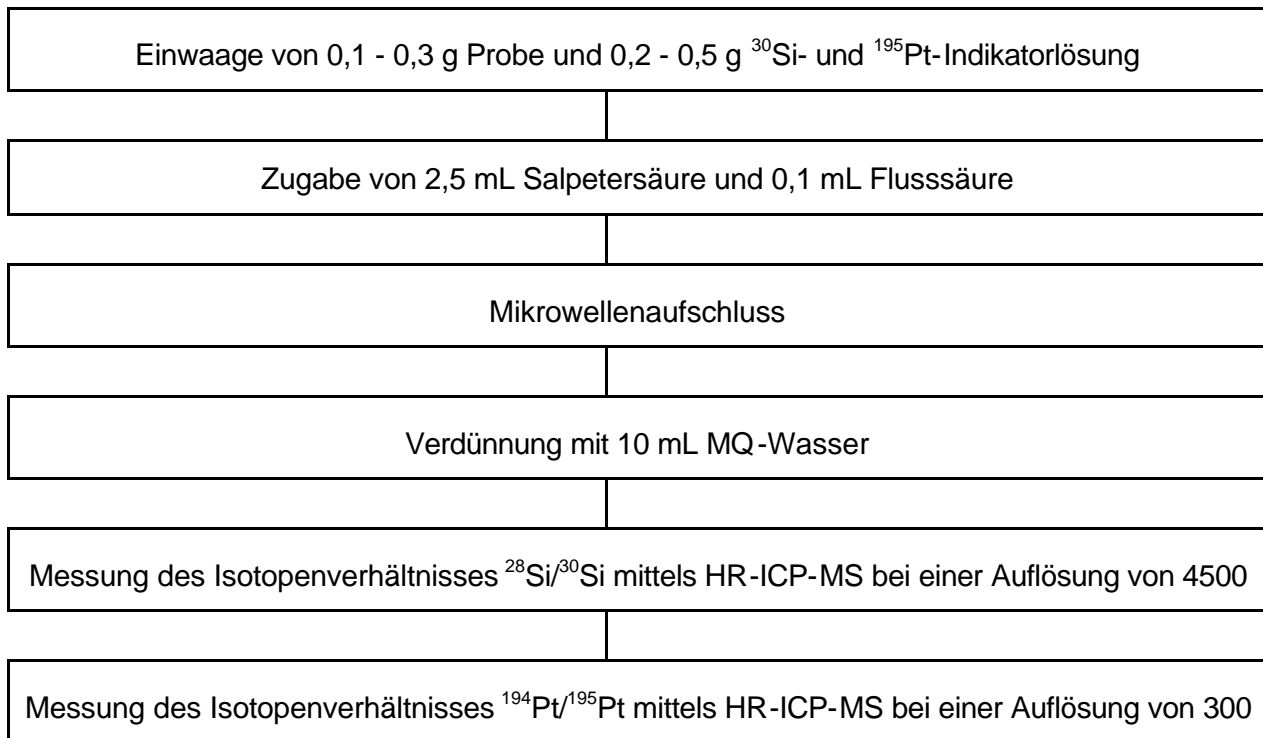 Einwaage von 0,1 - 0,3 g Probe und 0,2 - 0,5 g ³⁰Si- und ¹⁹⁵Pt-Indikatorlösung
Zugabe von 2,5 mL Salpetersäure und 0,1 mL Flusssäure
Mikrowellenaufschluss
Verdünnung mit 10 mL MQ-Wasser
Messung des Isotopenverhältnisses ²⁸Si/³⁰Si mittels HR-ICP-MS bei einer Auflösung von 4500
Messung des Isotopenverhältnisses ¹⁹⁴Pt/¹⁹⁵Pt mittels HR-ICP-MS bei einer Auflösung von 300